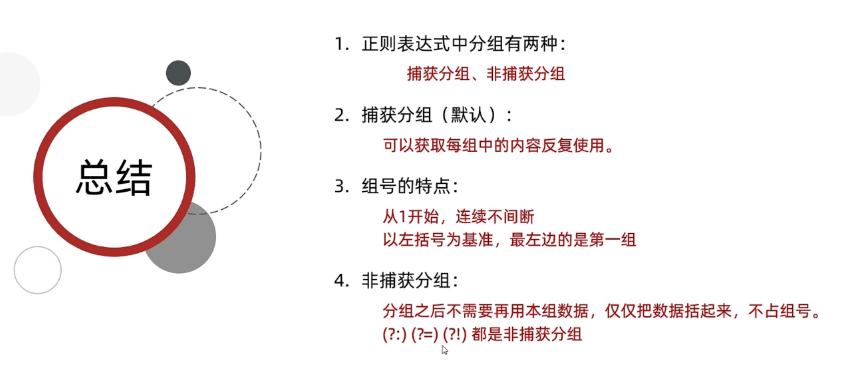 总结
1. 正则表达式中分组有两种：
捕获分组、非捕获分组
2. 捕获分组（默认）：
可以获取每组中的内容反复使用。
3. 组号的特点：
从1开始，连续不间断
以左括号为基准，最左边的是第一组
4. 非捕获分组：
分组之后不需要再用本组数据，仅仅把数据括起来，不占组号。
(?:) (?=) (?!) 都是非捕获分组